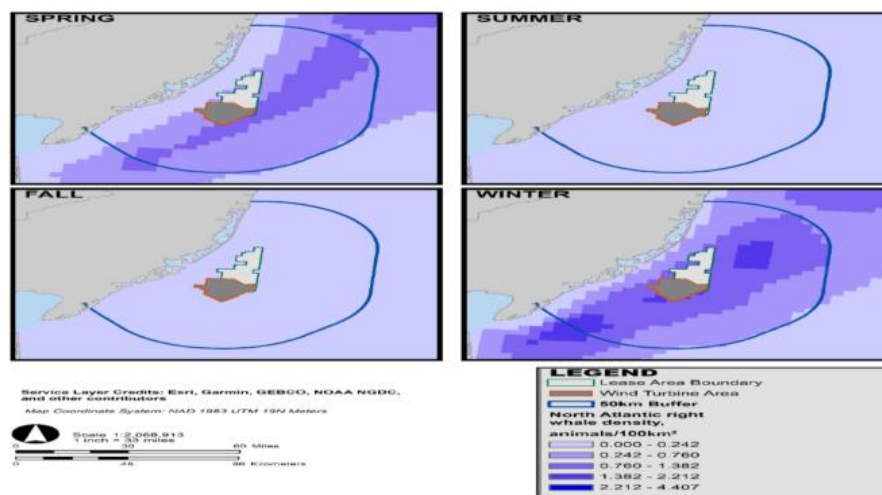 SPRING
SUMMER
FALL
WINTER
Service Layer Credits: Esri, Garmin, GEBCO, NOAA NGDC,
and other contributors
Map Coordinate System: NAD 1983 UTM 19N Meters
Scale 1:2,068,913
1 inch = 33 miles
0 30 60 Miles
0 48 96 Kilometers
LEGEND
Lease Area Boundary
Wind Turbine Area
50km Buffer
North Atlantic right
whale density,
animals/100km²
0.000 - 0.242
0.242 - 0.760
0.760 - 1.382
1.382 - 2.212
2.212 - 4.407